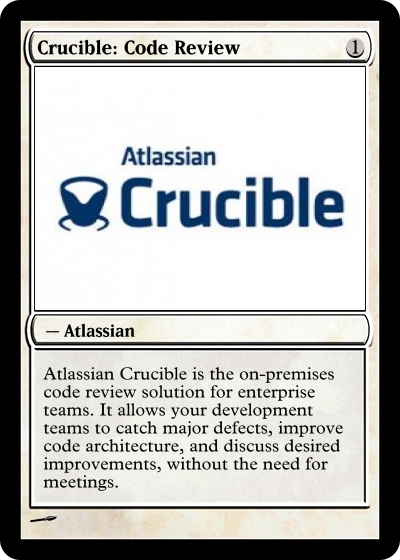 Crucible: Code Review 1
Atlassian
Crucible
— Atlassian
Atlassian Crucible is the on-premises
code review solution for enterprise
teams. It allows your development
teams to catch major defects, improve
code architecture, and discuss desired
improvements, without the need for
meetings.